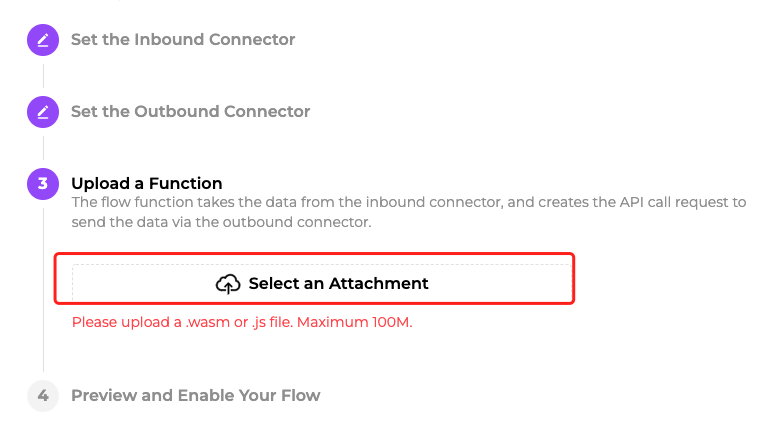 Set the Inbound Connector
Set the Outbound Connector
3 Upload a Function
The flow function takes the data from the inbound connector, and creates the API call request to
send the data via the outbound connector.
Select an Attachment
Please upload a .wasm or .js file. Maximum 100M.
4 Preview and Enable Your Flow